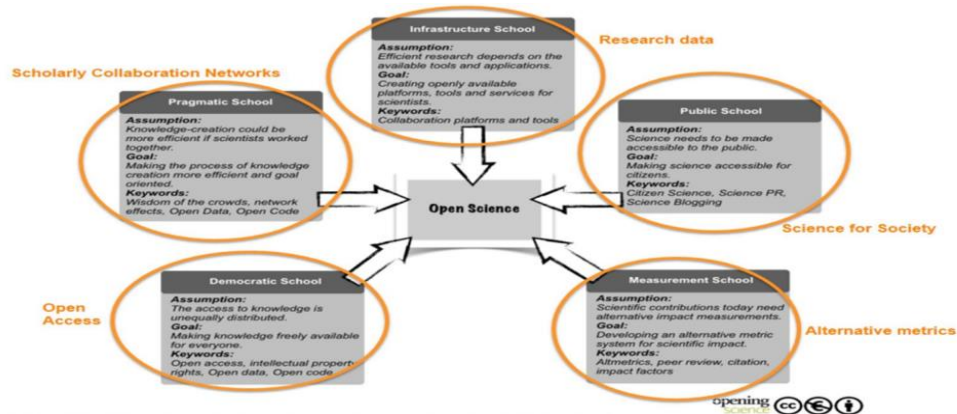 Infrastructure School
Assumption:
Efficient research depends on the
available tools and applications.
Goal:
Creating openly available
platforms, tools and services for
scientists.
Keywords:
Collaboration platforms and tools
Research data
Scholarly Collaboration Networks
Pragmatic School
Assumption:
Knowledge-creation could be
more efficient if scientists worked
together.
Goal:
Making the process of knowledge
creation more efficient and goal
oriented.
Keywords:
Wisdom of the crowds, network
effects, Open Data, Open Code
Public School
Assumption:
Science needs to be made
accessible to the public.
Goal:
Making science accessible for
citizens.
Keywords:
Citizen Science, Science PR,
Science Blogging
Science for Society
Open Science
Democratic School
Assumption:
The access to knowledge is
unequally distributed.
Goal:
Making knowledge freely available
for everyone.
Keywords:
Open access, intellectual property
rights, Open data, Open code
Open
Access
Measurement School
Assumption:
Scientific contributions today need
alternative impact measurements.
Goal:
Developing an alternative metric
system for scientific impact.
Keywords:
Altmetrics, peer review, citation,
impact factors
Alternative metrics
opening
science
cc